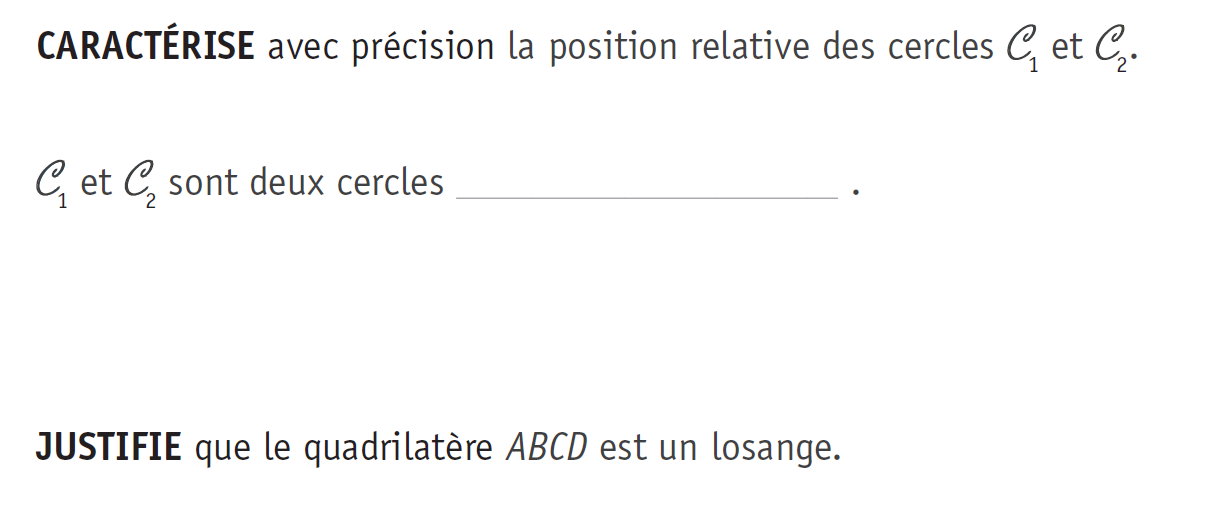 CARACTÉRISE avec précision la position relative des cercles 𝒞₁ et 𝒞₂.
𝒞₁ et 𝒞₂ sont deux cercles ____________________ .
JUSTIFIE que le quadrilatère ABCD est un losange.